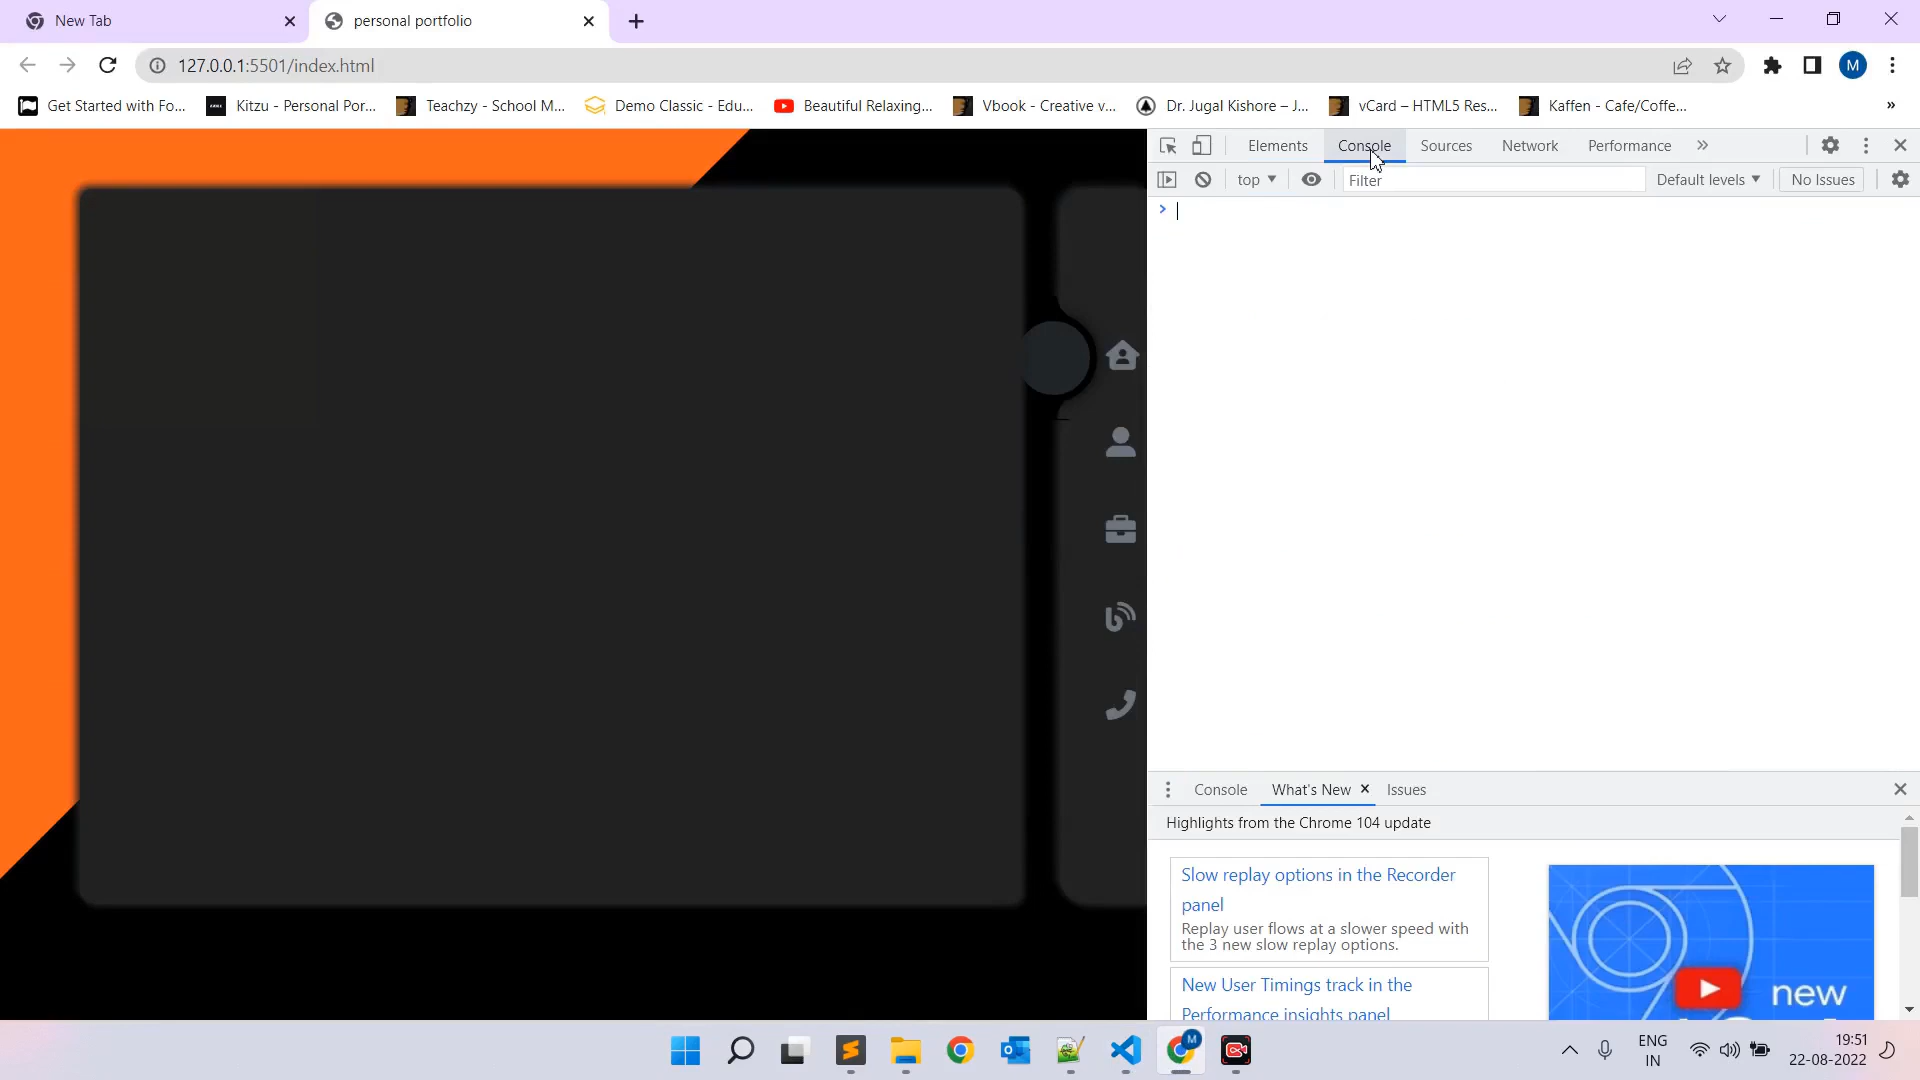 New Tab
personal portfolio
127.0.0.1:5501/index.html
M
Get Started with Fo...
Kitzu - Personal Por...
Teachzy - School M...
Demo Classic - Edu...
Beautiful Relaxing...
Vbook - Creative v...
Dr. Jugal Kishore – J...
vCard – HTML5 Res...
Kaffen - Cafe/Coffe...
»
Elements
Console
Sources
Network
Performance
»
top
Filter
Default levels
No Issues
>
Console
What's New
Issues
Highlights from the Chrome 104 update
Slow replay options in the Recorder
panel
Replay user flows at a slower speed with
the 3 new slow replay options.
New User Timings track in the
Performance insights panel
new
M
ENG
IN
19:51
22-08-2022